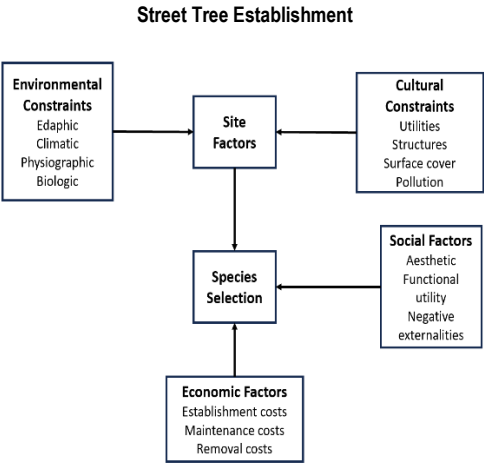 Street Tree Establishment
Environmental
Constraints
Edaphic
Climatic
Physiographic
Biologic
Site
Factors
Cultural
Constraints
Utilities
Structures
Surface cover
Pollution
Species
Selection
Social Factors
Aesthetic
Functional
utility
Negative
externalities
Economic Factors
Establishment costs
Maintenance costs
Removal costs